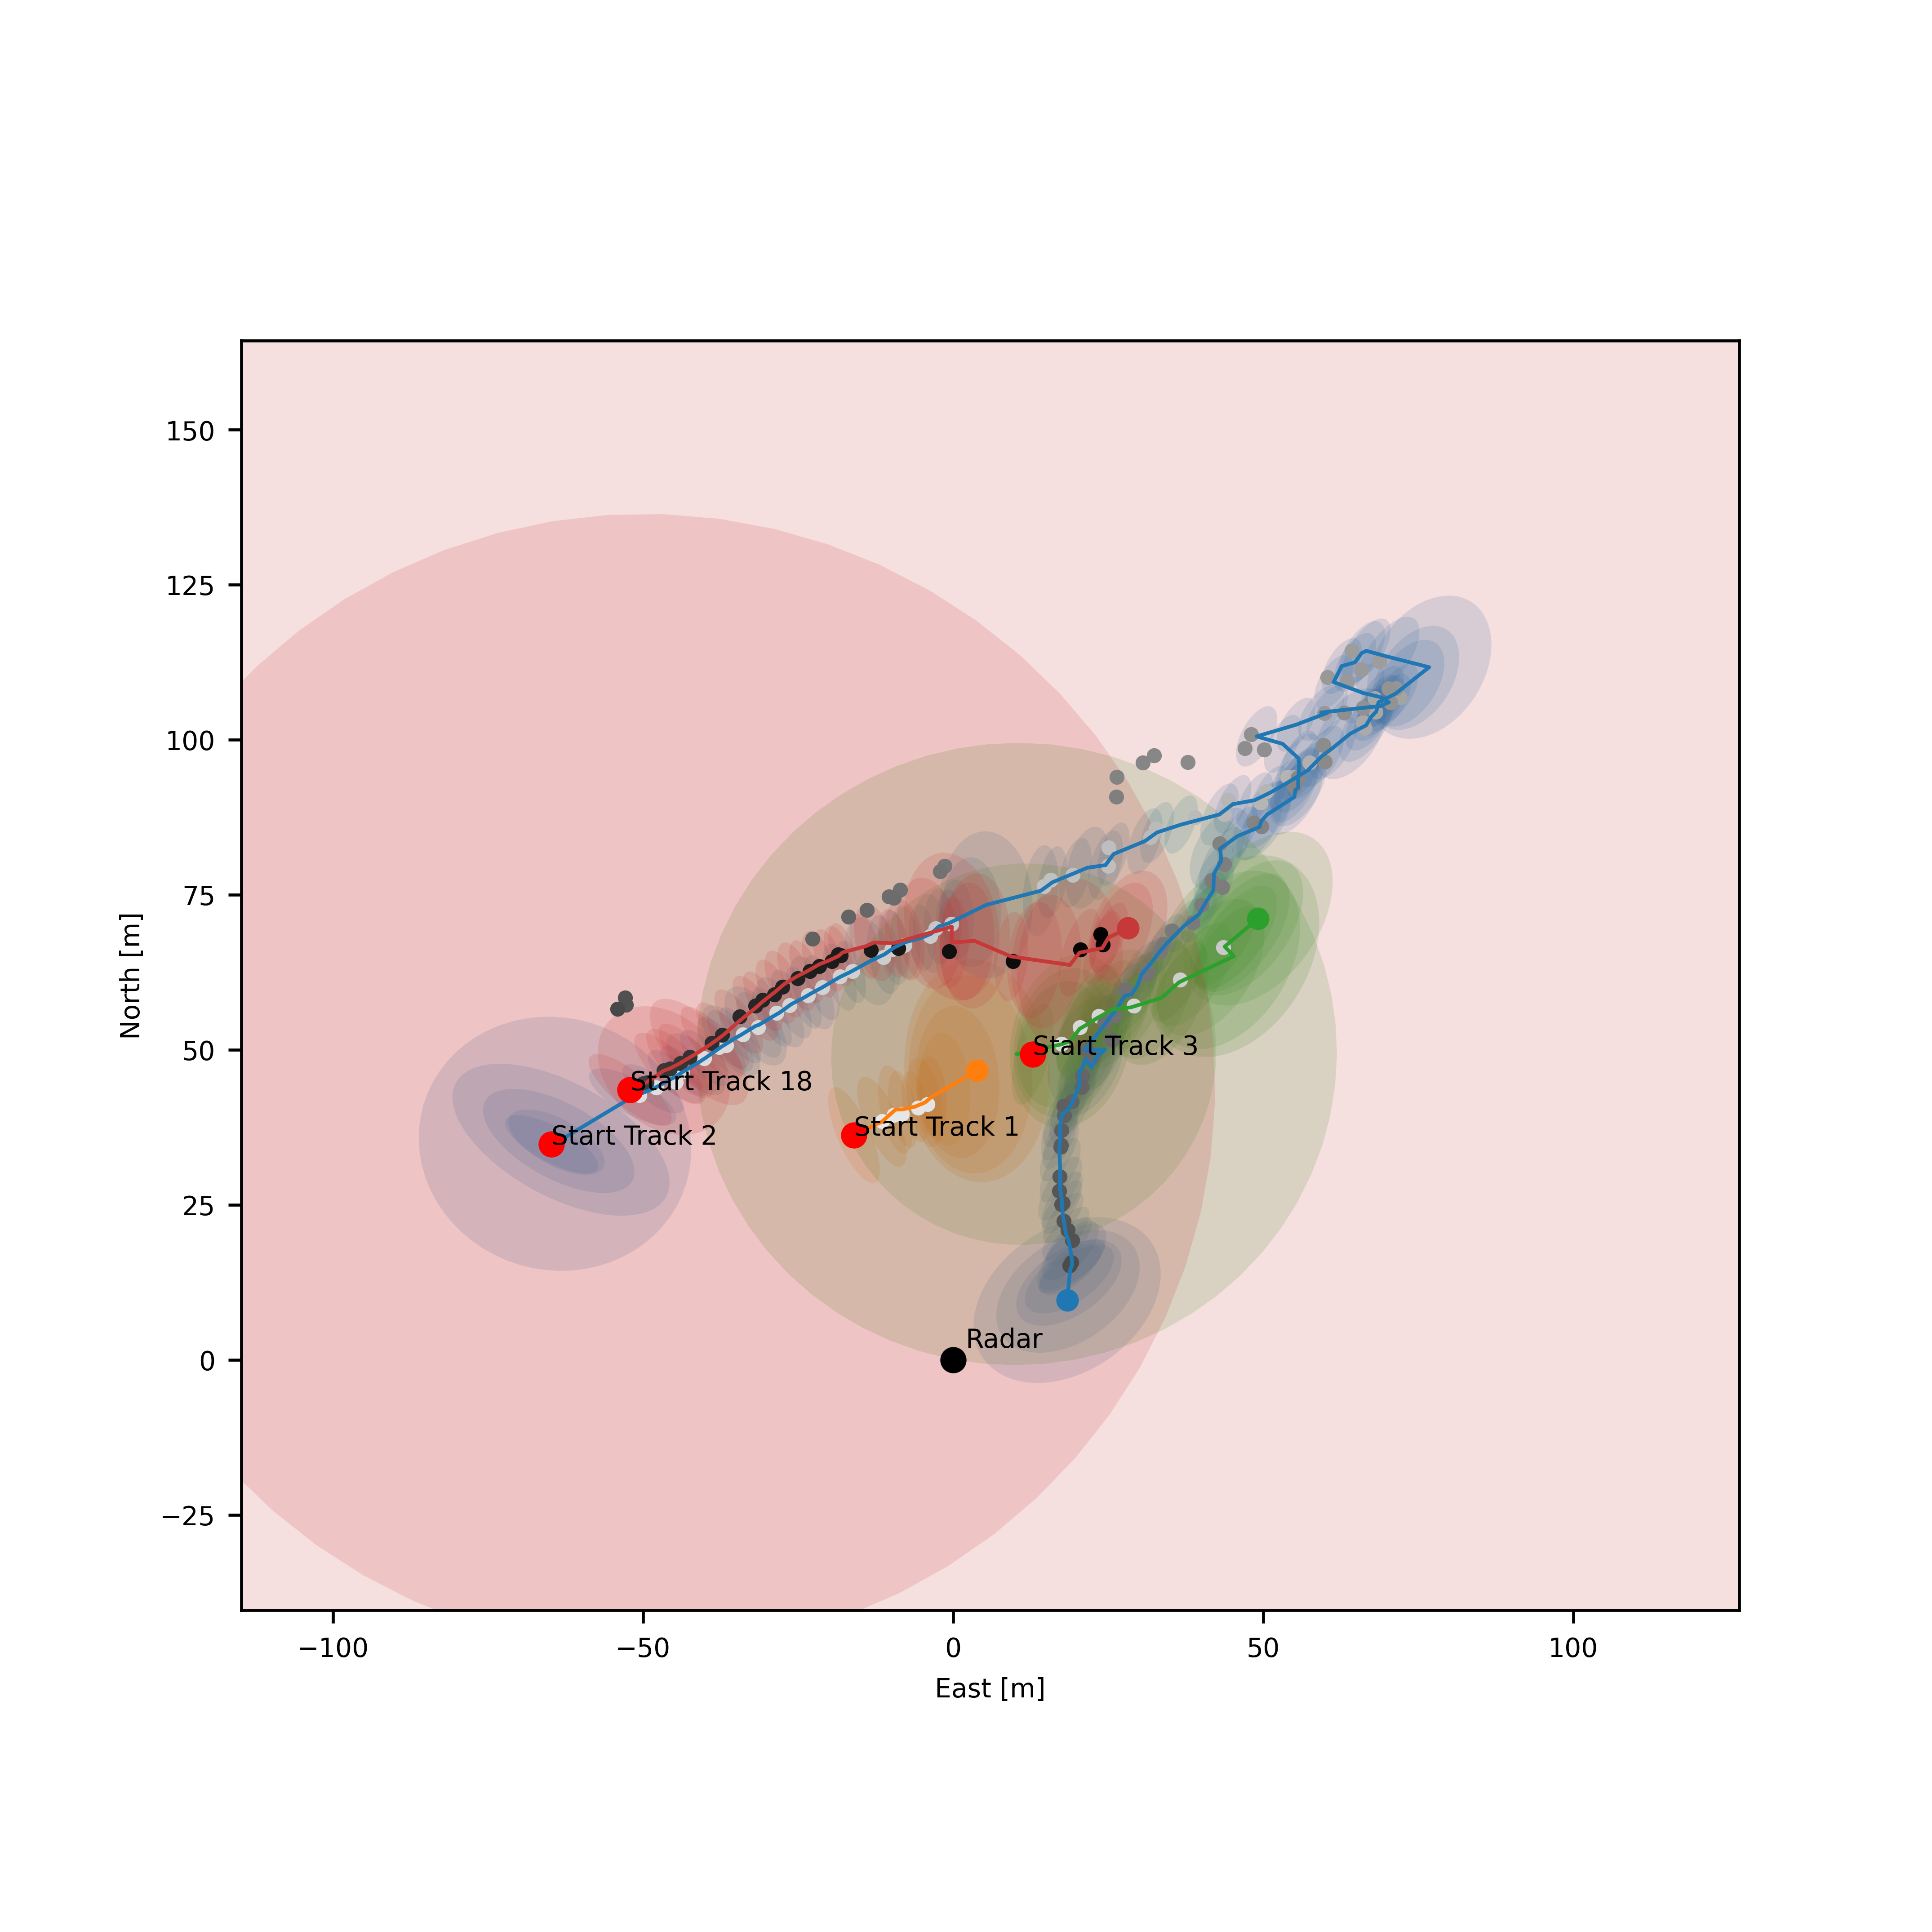 150
125
100
75
50
25
0
−25
North [m]
Start Track 3
Start Track 18
Start Track 1
Start Track 2
Radar
−100
−50
0
50
100
East [m]